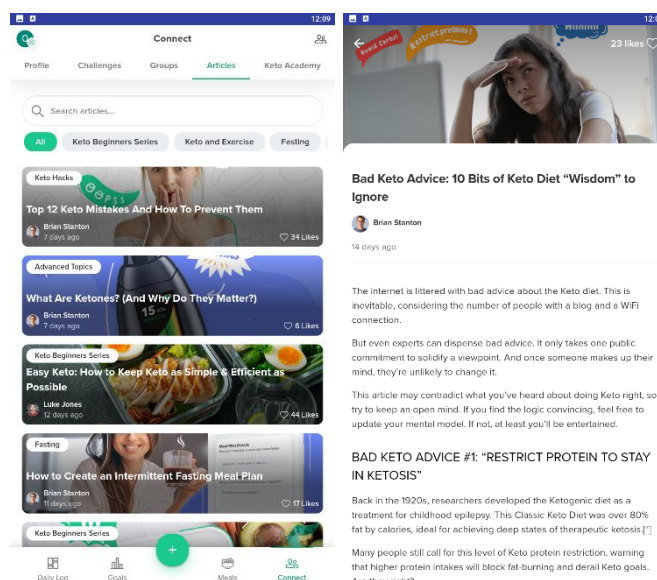 12:09
Connect
Profile Challenges Groups Articles Keto Academy
Search articles...
All Keto Beginners Series Keto and Exercise Fasting
Keto Hacks
OOPS!
Top 12 Keto Mistakes And How To Prevent Them
Brian Stanton
7 days ago
34 Likes
Advanced Topics
What Are Ketones? (And Why Do They Matter?)
15
Brian Stanton
7 days ago
6 Likes
Keto Beginners Series
Easy Keto: How to Keep Keto as Simple & Efficient as
Possible
Luke Jones
12 days ago
44 Likes
Fasting
Meal Plan Details
How to Create an Intermittent Fasting Meal Plan
Brian Stanton
11 days ago
17 Likes
Keto Beginners Series
+
Daily Log Goals Meals Connect
12:0
Avoid Carbs!
Restrict proteins!
23 likes
Bad Keto Advice: 10 Bits of Keto Diet “Wisdom” to
Ignore
Brian Stanton
14 days ago
The internet is littered with bad advice about the Keto diet. This is
inevitable, considering the number of people with a blog and a WiFi
connection.
But even experts can dispense bad advice. It only takes one public
commitment to solidify a viewpoint. And once someone makes up their
mind, they’re unlikely to change it.
This article may contradict what you’ve heard about doing Keto right, so
try to keep an open mind. If you find the logic convincing, feel free to
update your mental model. If not, at least you’ll be entertained.
BAD KETO ADVICE #1: “RESTRICT PROTEIN TO STAY
IN KETOSIS”
Back in the 1920s, researchers developed the Ketogenic diet as a
treatment for childhood epilepsy. This Classic Keto Diet was over 80%
fat by calories, ideal for achieving deep states of therapeutic ketosis.[*]
Many people still call for this level of Keto protein restriction, warning
that higher protein intakes will block fat-burning and derail Keto goals.